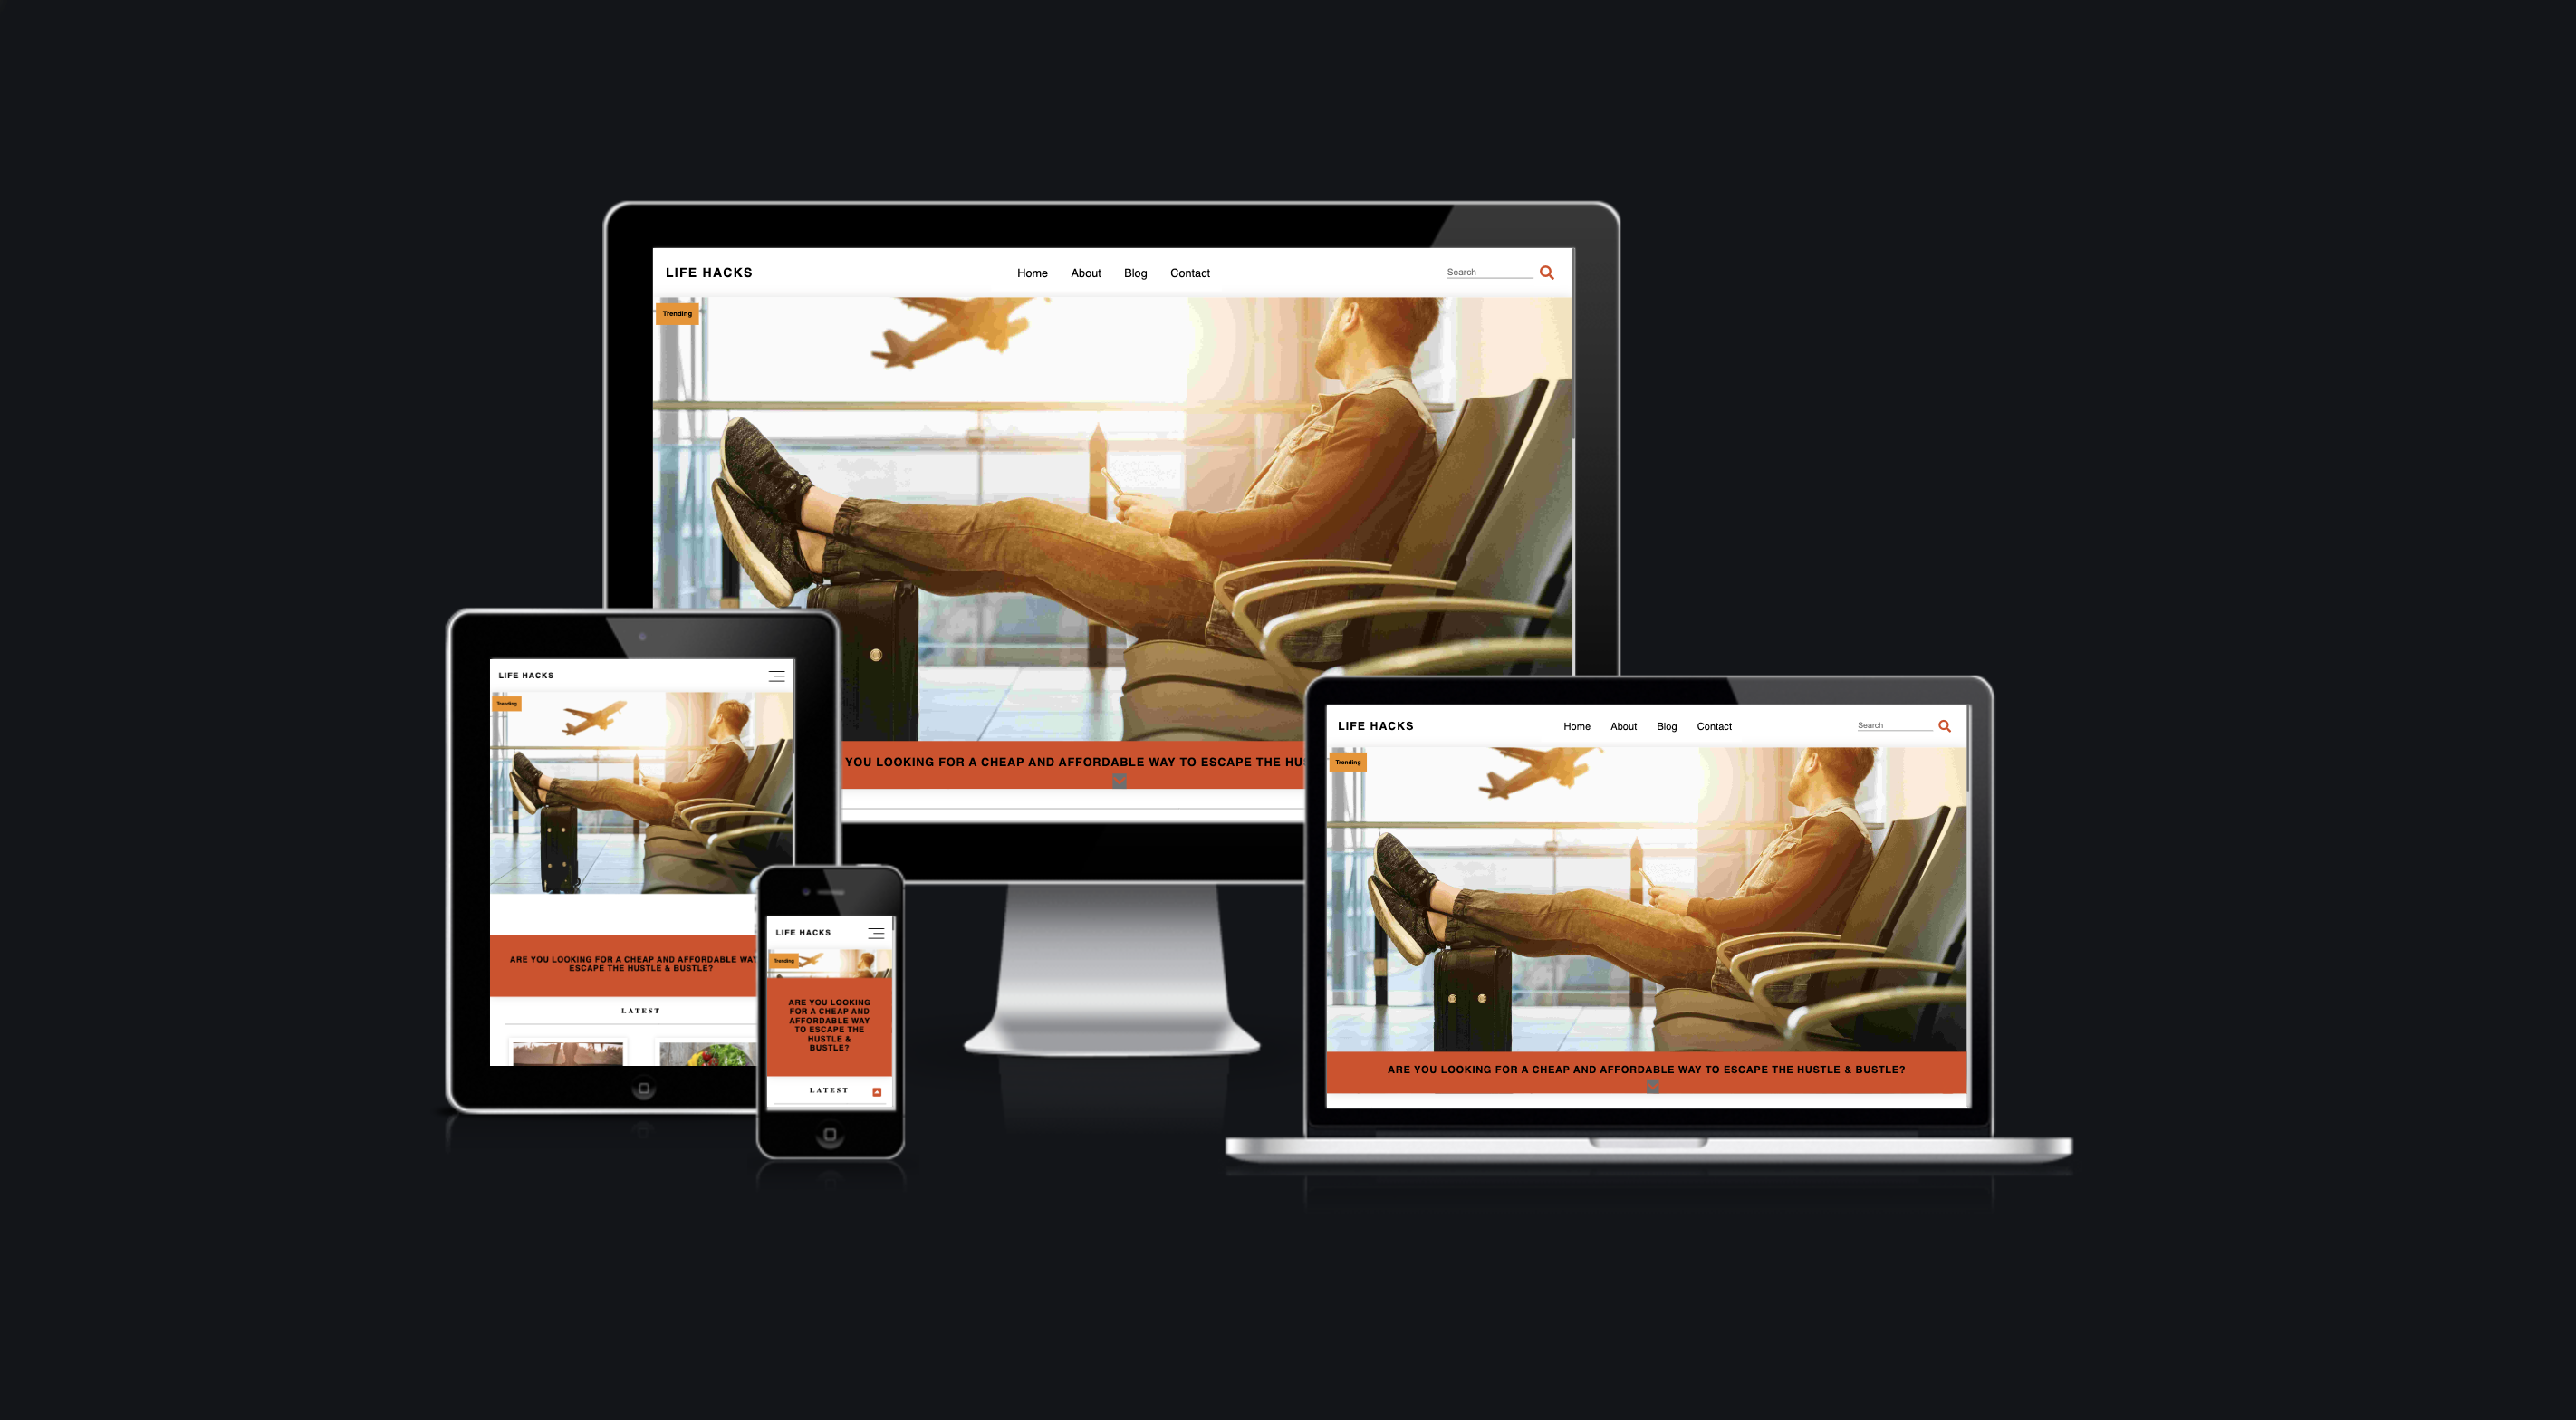 LIFE HACKS
Home About Blog Contact
Search
Trending
YOU LOOKING FOR A CHEAP AND AFFORDABLE WAY TO ESCAPE THE HU
LIFE HACKS
Trending
ARE YOU LOOKING FOR A CHEAP AND AFFORDABLE WAY
ESCAPE THE HUSTLE & BUSTLE?
LATEST
LIFE HACKS
Trending
ARE YOU LOOKING
FOR A CHEAP AND
AFFORDABLE WAY
TO ESCAPE THE
HUSTLE &
BUSTLE?
LATEST
LIFE HACKS
Home About Blog Contact
Search
Trending
ARE YOU LOOKING FOR A CHEAP AND AFFORDABLE WAY TO ESCAPE THE HUSTLE & BUSTLE?